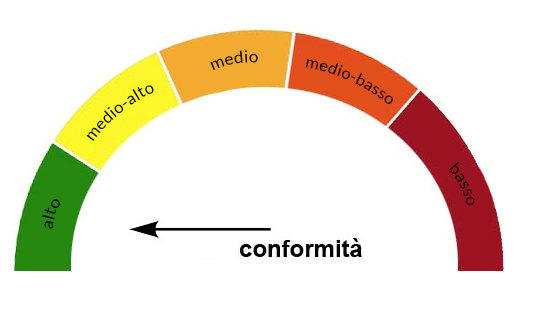 alto
medio-alto
medio
medio-basso
basso
conformità